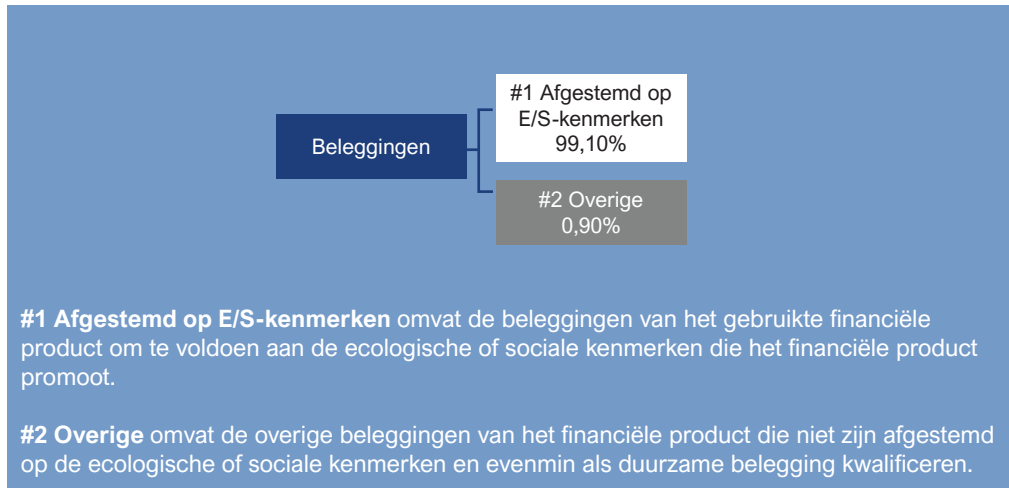 #1 Afgestemd op
E/S-kenmerken
99,10%
Beleggingen
#2 Overige
0,90%
#1 Afgestemd op E/S-kenmerken omvat de beleggingen van het gebruikte financiële
product om te voldoen aan de ecologische of sociale kenmerken die het financiële product
promoot.
#2 Overige omvat de overige beleggingen van het financiële product die niet zijn afgestemd
op de ecologische of sociale kenmerken en evenmin als duurzame belegging kwalificeren.